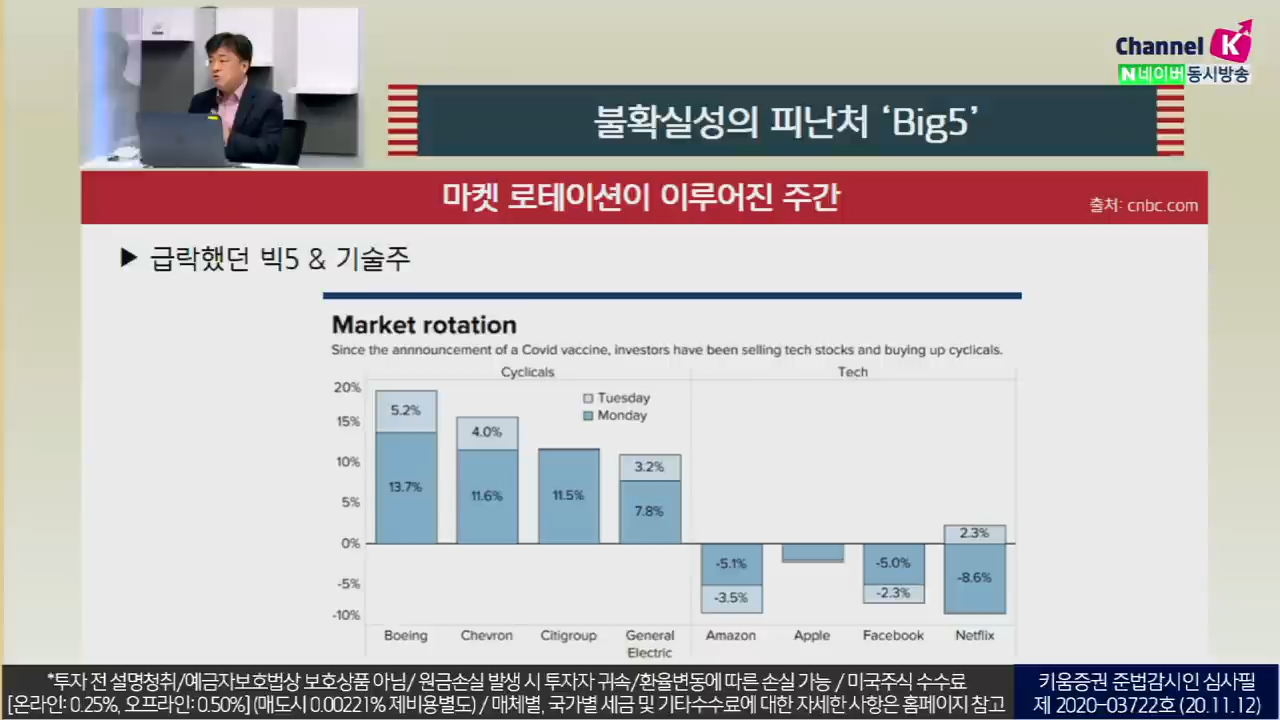 Channel K
N네이버 동시방송
불확실성의 피난처 ‘Big5’
마켓 로테이션이 이루어진 주간
출처: cnbc.com
▶ 급락했던 빅5 & 기술주
Market rotation
Since the annnouncement of a Covid vaccine, investors have been selling tech stocks and buying up cyclicals.
Cyclicals
Tech
Tuesday
Monday
20%
15%
10%
5%
0%
-5%
-10%
5.2%
13.7%
4.0%
11.6%
11.5%
3.2%
7.8%
-5.1%
-3.5%
-5.0%
-2.3%
2.3%
-8.6%
Boeing
Chevron
Citigroup
General
Electric
Amazon
Apple
Facebook
Netflix
*투자 전 설명청취/예금자보호법상 보호상품 아님/ 원금손실 발생 시 투자자 귀속/환율변동에 따른 손실 가능 / 미국주식 수수료
[온라인: 0.25%, 오프라인: 0.50%] (매도시 0.00221% 제비용별도) / 매체별, 국가별 세금 및 기타수수료에 대한 자세한 사항은 홈페이지 참고
키움증권 준법감시인 심사필
제 2020-03722호 (20.11.12)